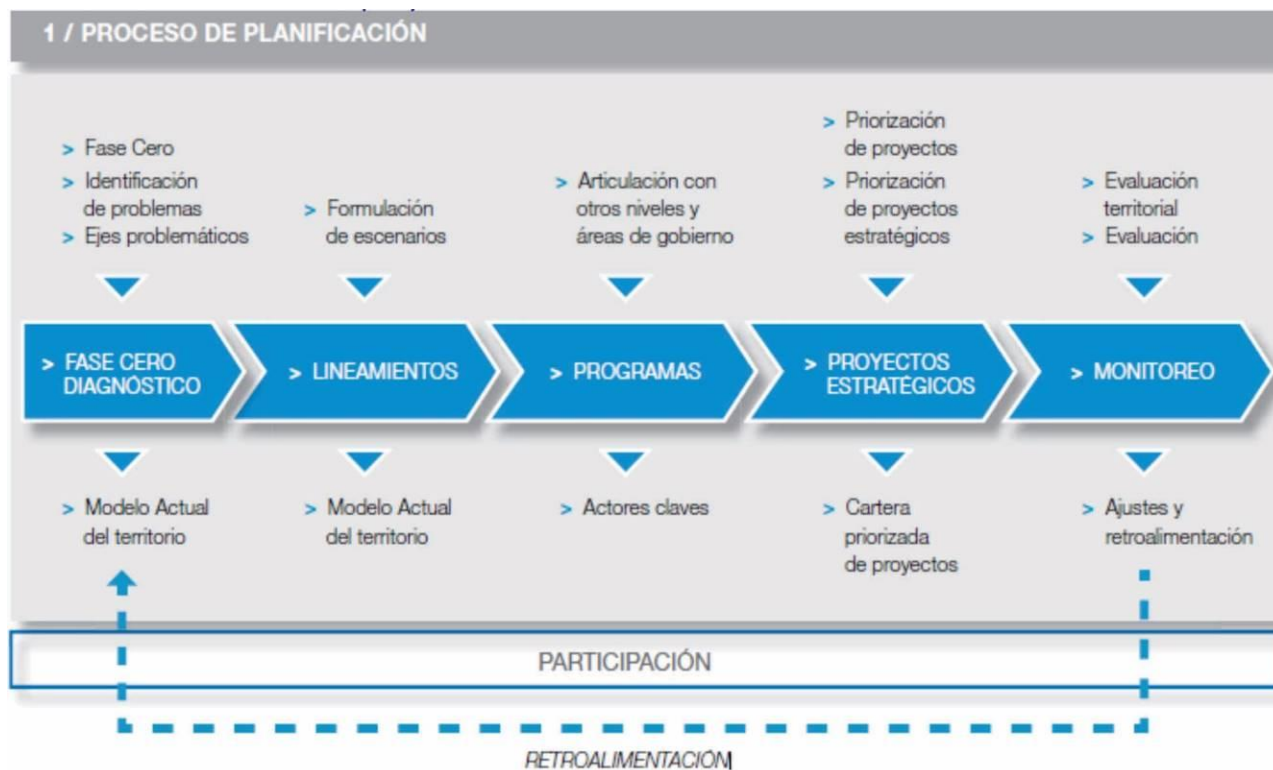 1 / PROCESO DE PLANIFICACIÓN
> Fase Cero
> Identificación
de problemas
> Ejes problemáticos
> Formulación
de escenarios
> Articulación con
otros niveles y
áreas de gobierno
> Priorización
de proyectos
> Priorización
de proyectos
estratégicos
> Evaluación
territorial
> Evaluación
> FASE CERO
DIAGNÓSTICO
> LINEAMIENTOS
> PROGRAMAS
> PROYECTOS
ESTRATÉGICOS
> MONITOREO
> Modelo Actual
del territorio
> Modelo Actual
del territorio
> Actores claves
> Cartera
priorizada
de proyectos
> Ajustes y
retroalimentación
PARTICIPACIÓN
RETROALIMENTACIÓN